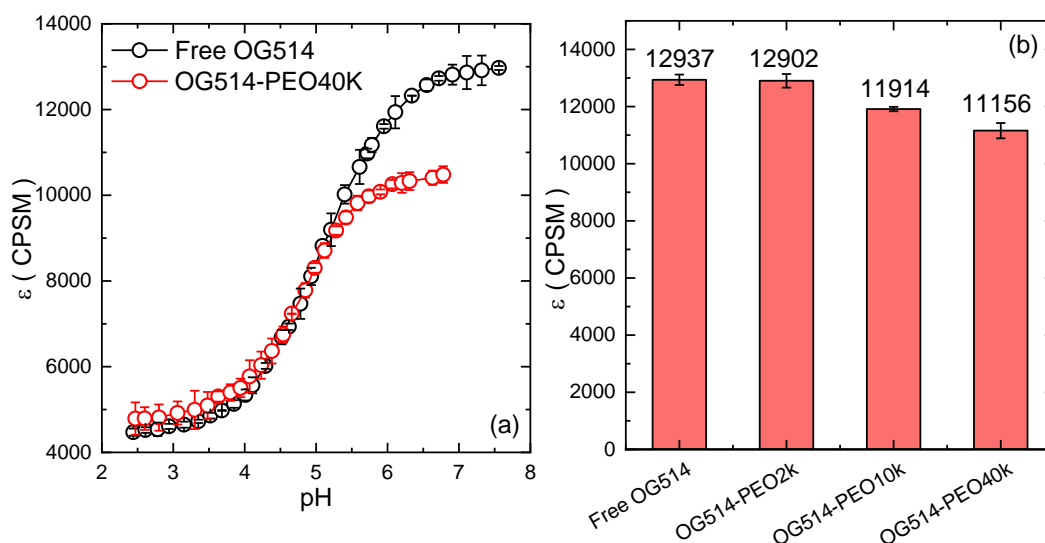 14000
12000
10000
8000
6000
4000
ε ( CPSM)
Free OG514
OG514-PEO40K
(a)
2 3 4 5 6 7 8
pH
14000
12000
10000
8000
6000
4000
2000
0
ε ( CPSM)
(b)
12937
12902
11914
11156
Free OG514
OG514-PEO2k
OG514-PEO10k
OG514-PEO40k